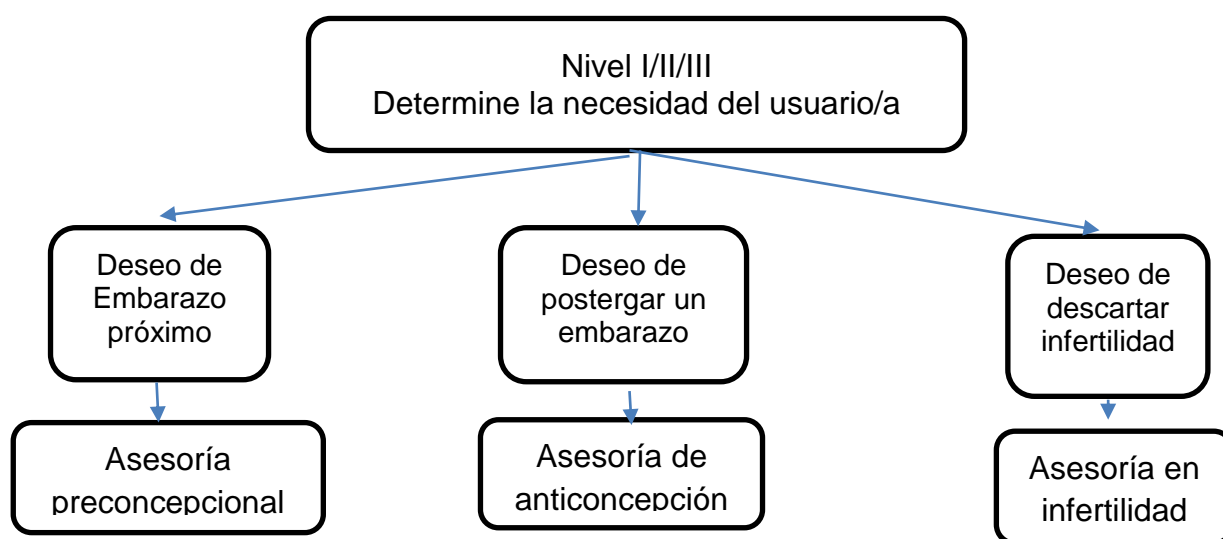 Nivel I/II/III
Determine la necesidad del usuario/a
Deseo de
Embarazo
próximo
Deseo de
postergar un
embarazo
Deseo de
descartar
infertilidad
Asesoría
preconcepcional
Asesoría de
anticoncepción
Asesoría en
infertilidad